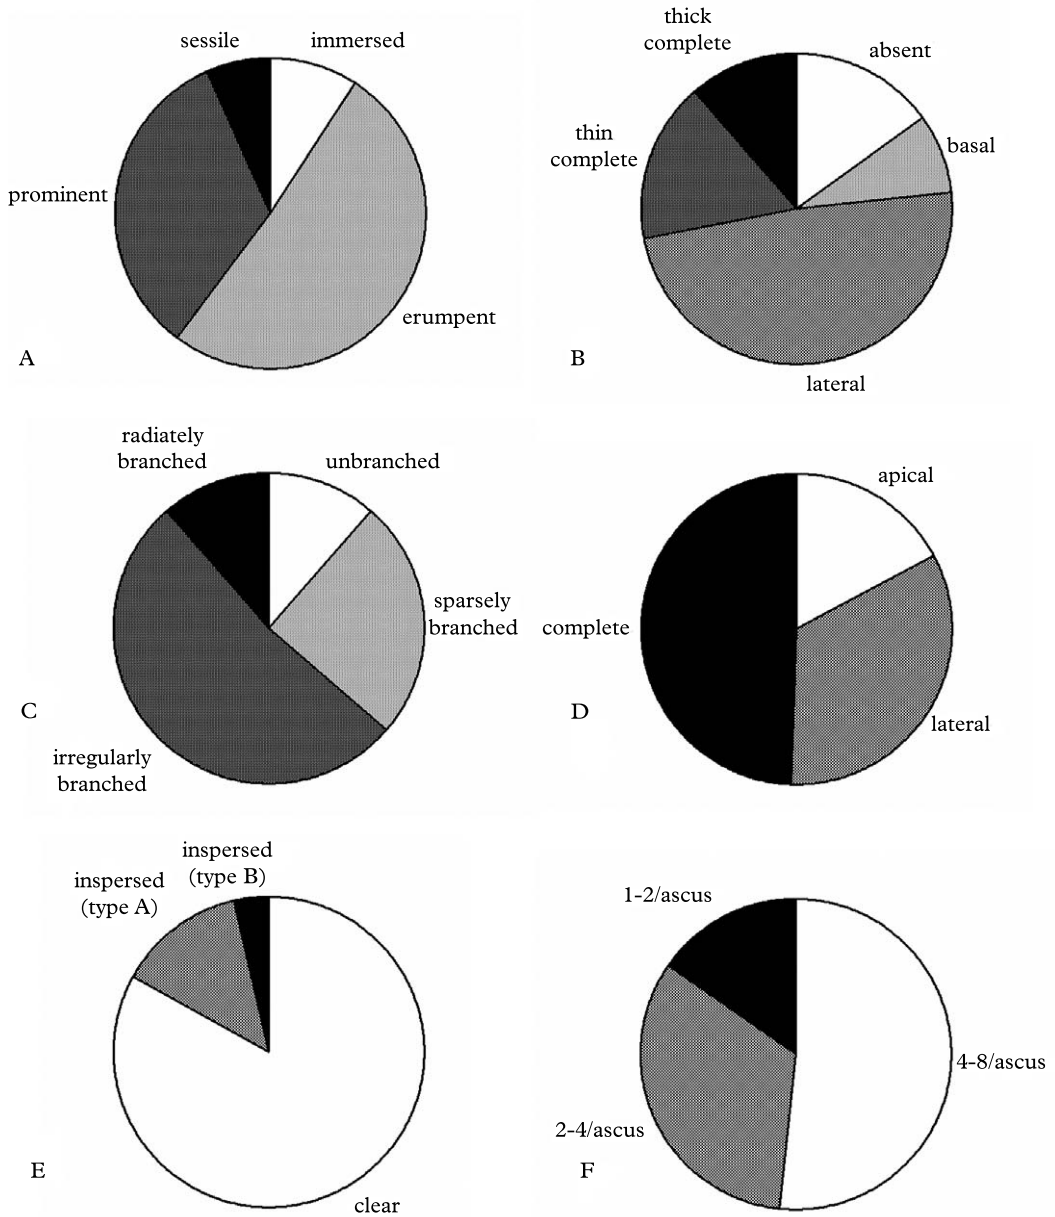 sessile
immersed
prominent
erumpent
A
thick
complete
absent
thin
complete
basal
lateral
B
radiately
branched
unbranched
sparsely
branched
irregularly
branched
C
apical
complete
lateral
D
inspersed
(type B)
inspersed
(type A)
clear
E
1-2/ascus
4-8/ascus
2-4/ascus
F